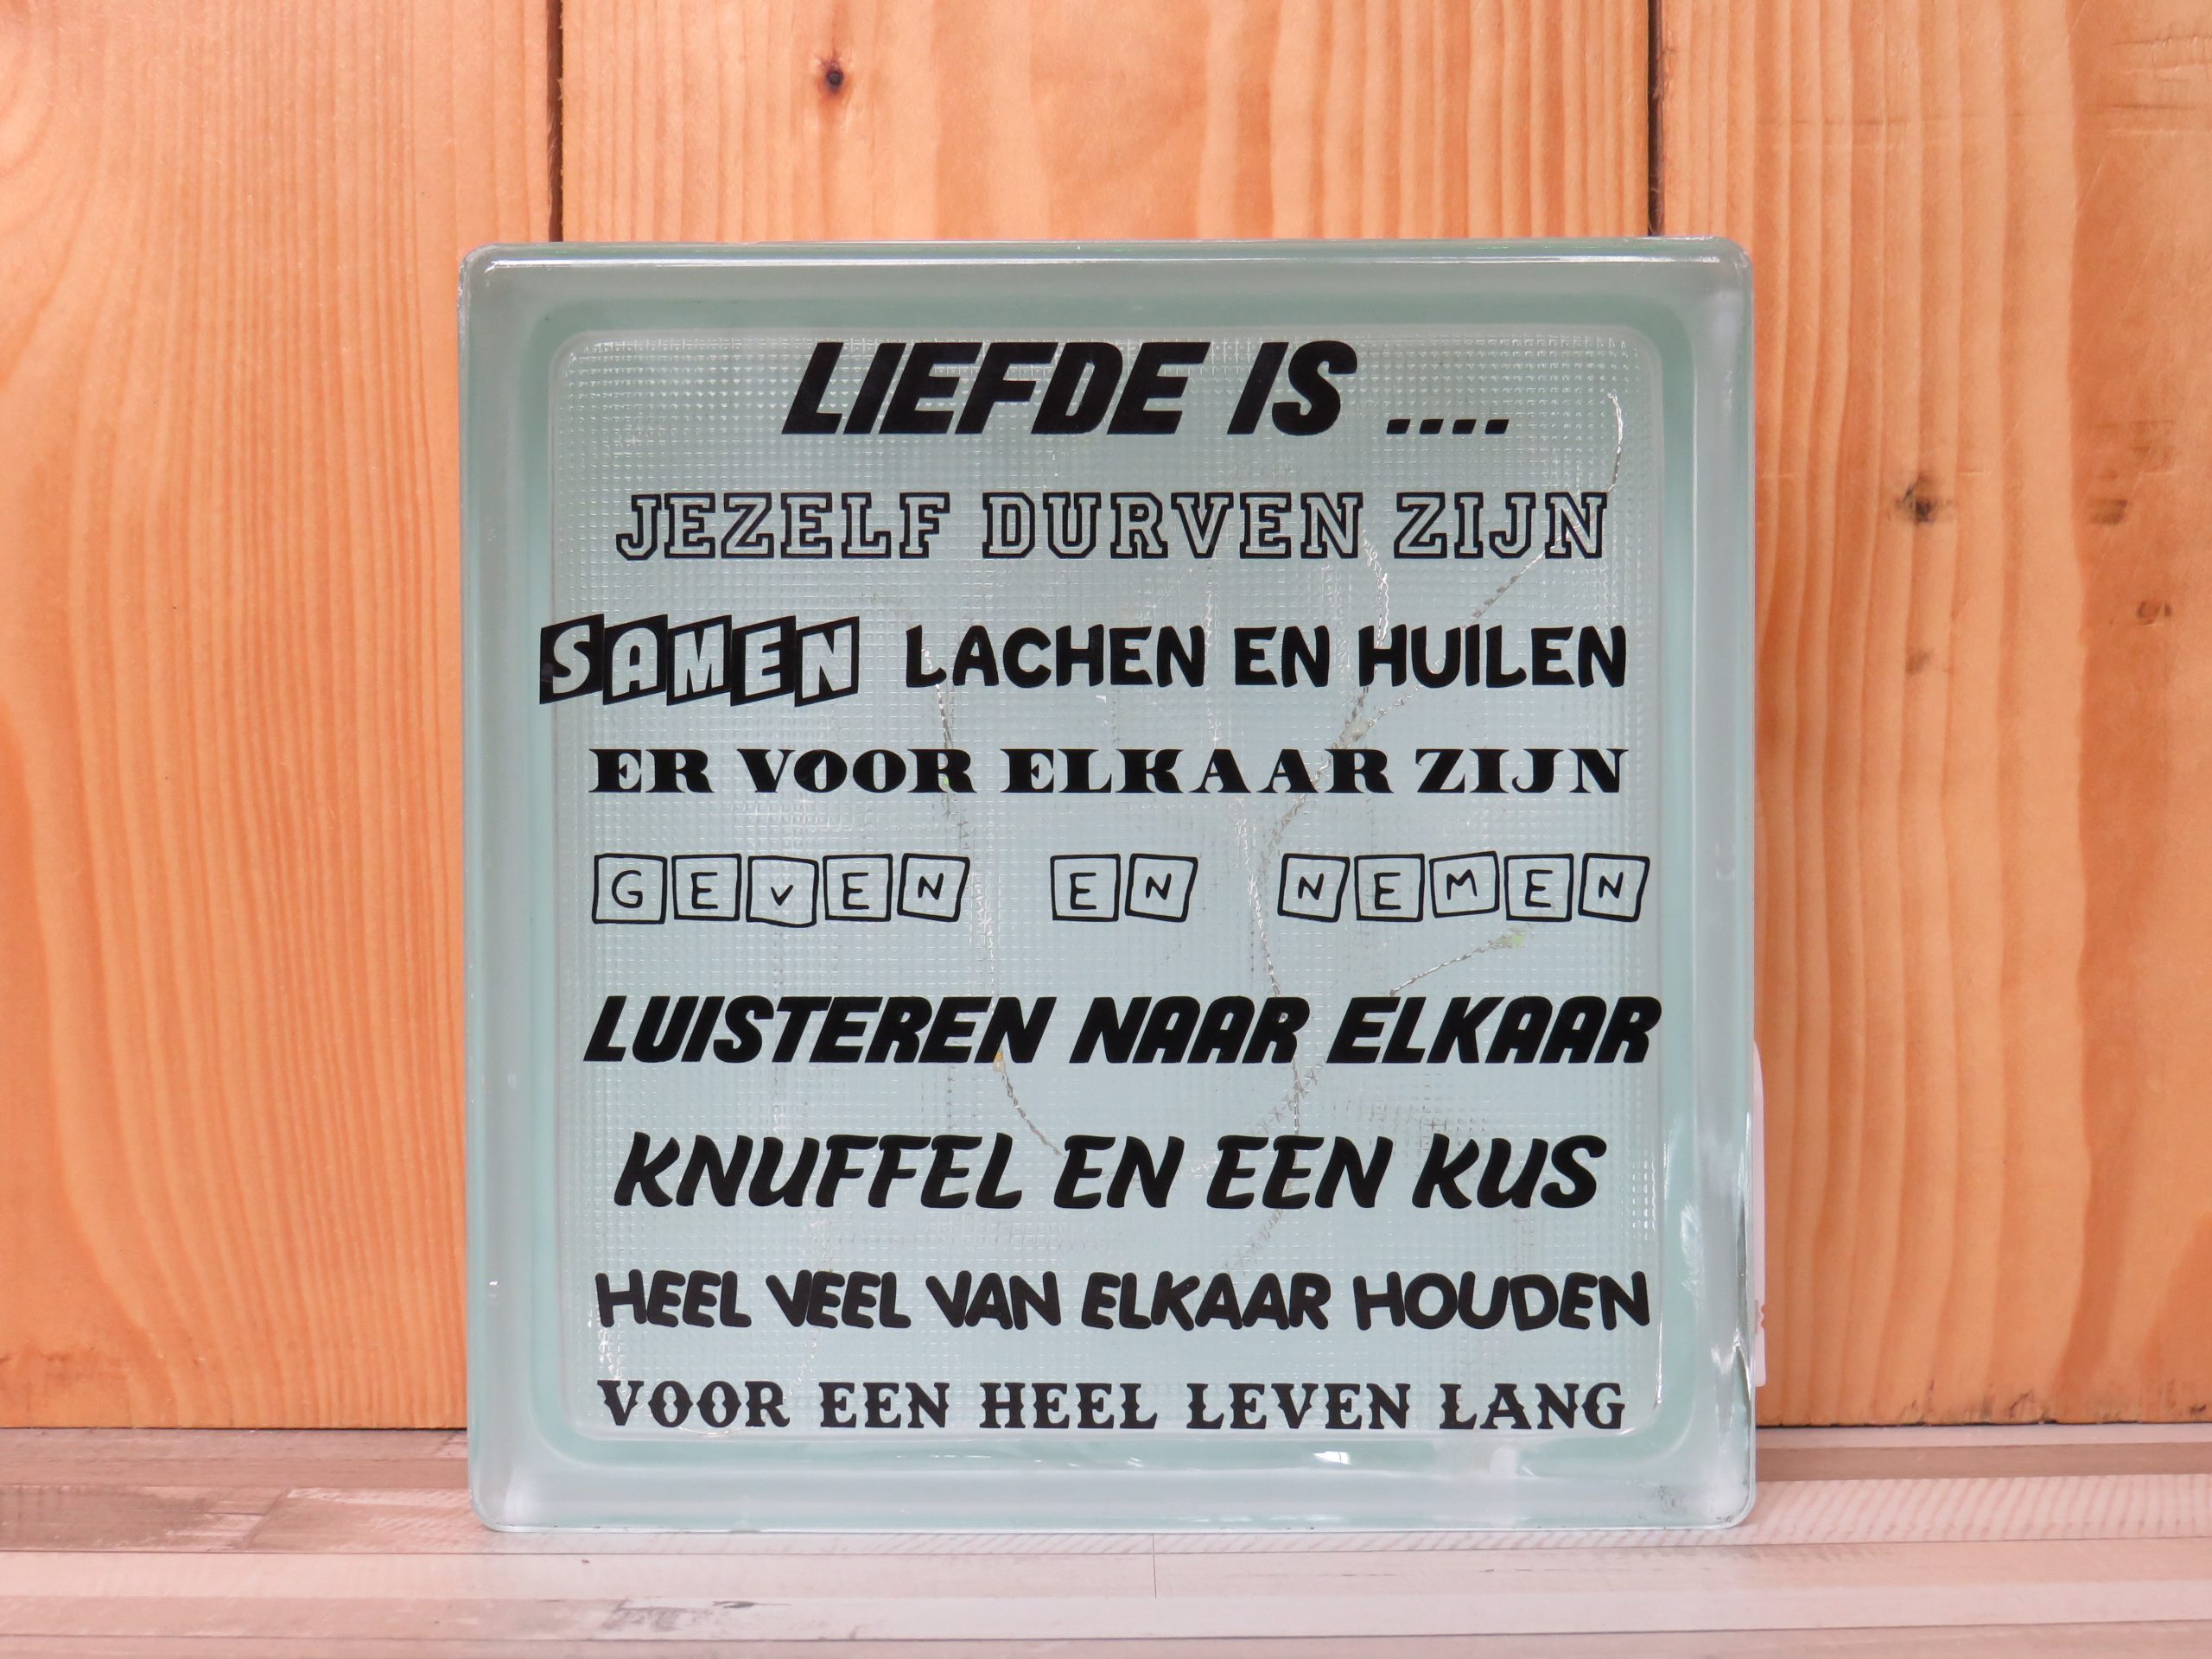 LIEFDE IS ....
JEZELF DURVEN ZIJN
SAMEN LACHEN EN HUILEN
ER VOOR ELKAAR ZIJN
GEVEN EN NEMEN
LUISTEREN NAAR ELKAAR
KNUFFEL EN EEN KUS
HEEL VEEL VAN ELKAAR HOUDEN
VOOR EEN HEEL LEVEN LANG